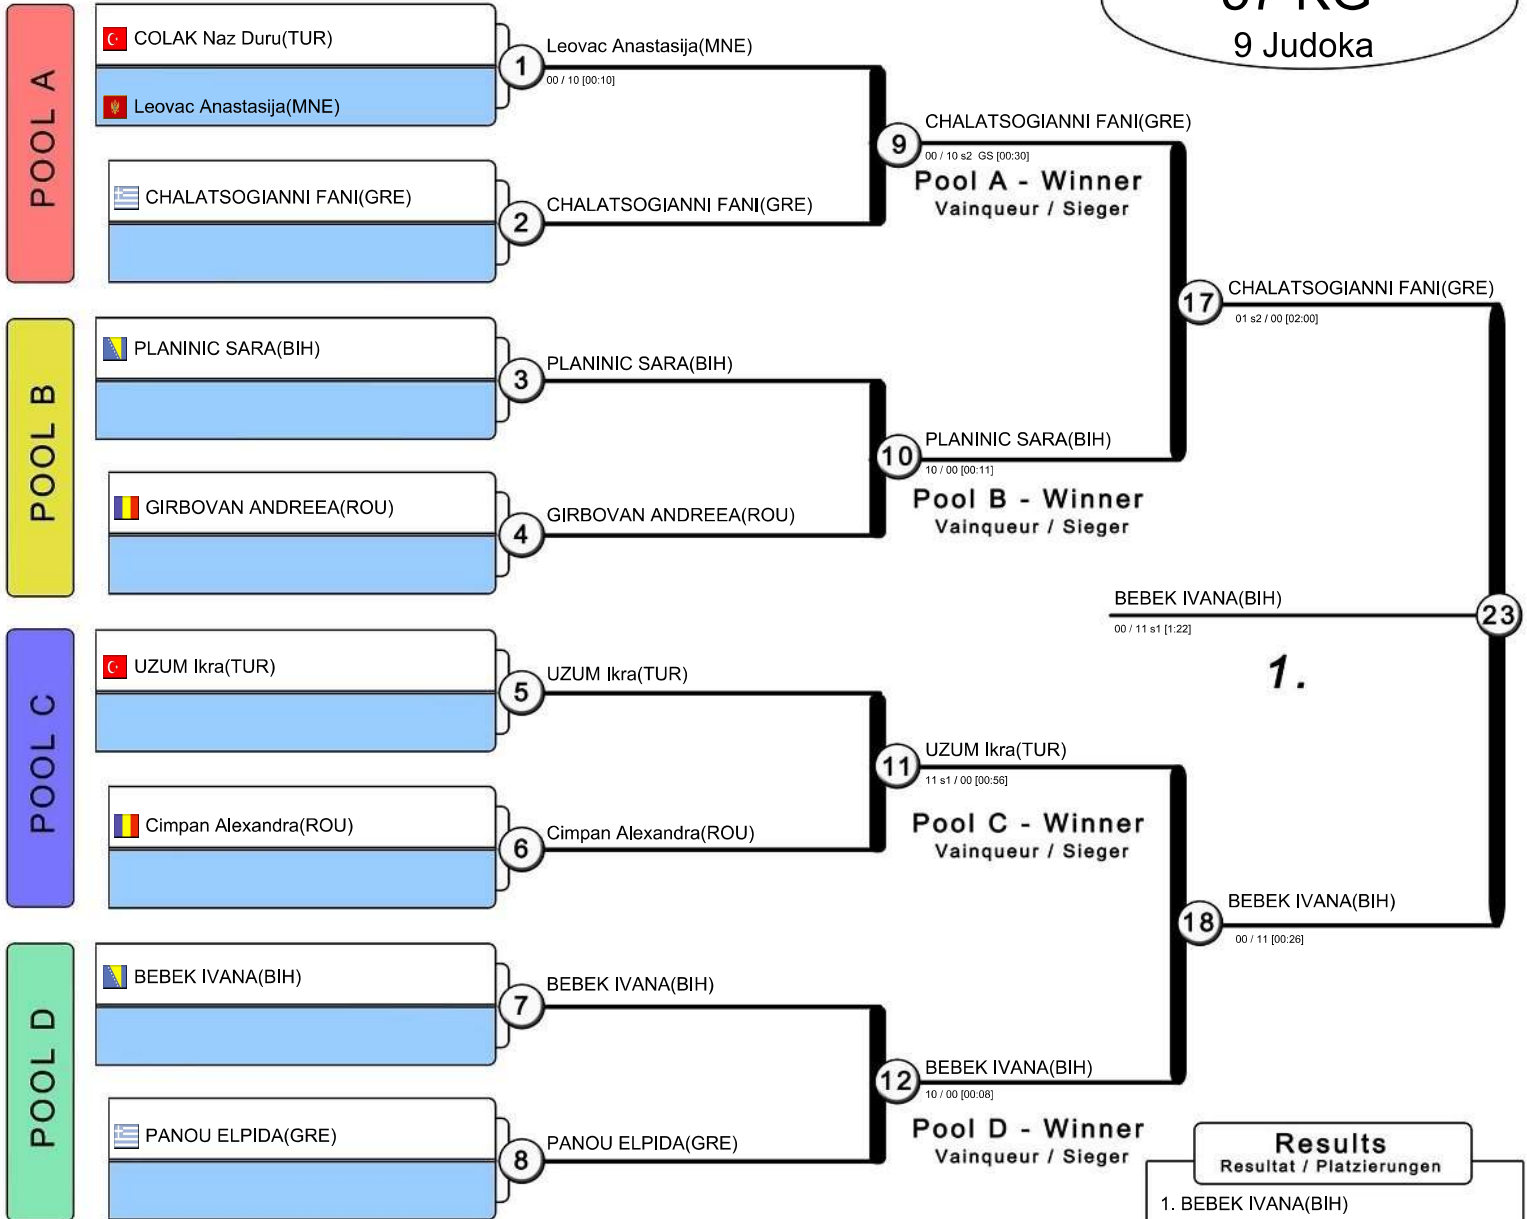 9 Judoka
POOL A
COLAK Naz Duru(TUR)
Leovac Anastasija(MNE)
CHALATSOGIANNI FANI(GRE)
1
Leovac Anastasija(MNE)
00 / 10 [00:10]
2
CHALATSOGIANNI FANI(GRE)
9
CHALATSOGIANNI FANI(GRE)
00 / 10 s2 GS [00:30]
Pool A - Winner
Vainqueur / Sieger
POOL B
PLANINIC SARA(BIH)
GIRBOVAN ANDREEA(ROU)
3
PLANINIC SARA(BIH)
4
GIRBOVAN ANDREEA(ROU)
10
PLANINIC SARA(BIH)
10 / 00 [00:11]
Pool B - Winner
Vainqueur / Sieger
17
CHALATSOGIANNI FANI(GRE)
01 s2 / 00 [02:00]
POOL C
UZUM Ikra(TUR)
Cimpan Alexandra(ROU)
5
UZUM Ikra(TUR)
6
Cimpan Alexandra(ROU)
11
UZUM Ikra(TUR)
11 s1 / 00 [00:56]
Pool C - Winner
Vainqueur / Sieger
POOL D
BEBEK IVANA(BIH)
PANOU ELPIDA(GRE)
7
BEBEK IVANA(BIH)
8
PANOU ELPIDA(GRE)
12
BEBEK IVANA(BIH)
10 / 00 [00:08]
Pool D - Winner
Vainqueur / Sieger
18
BEBEK IVANA(BIH)
00 / 11 [00:26]
23
BEBEK IVANA(BIH)
00 / 11 s1 [1:22]
1.
Results
Resultat / Platzierungen
1. BEBEK IVANA(BIH)